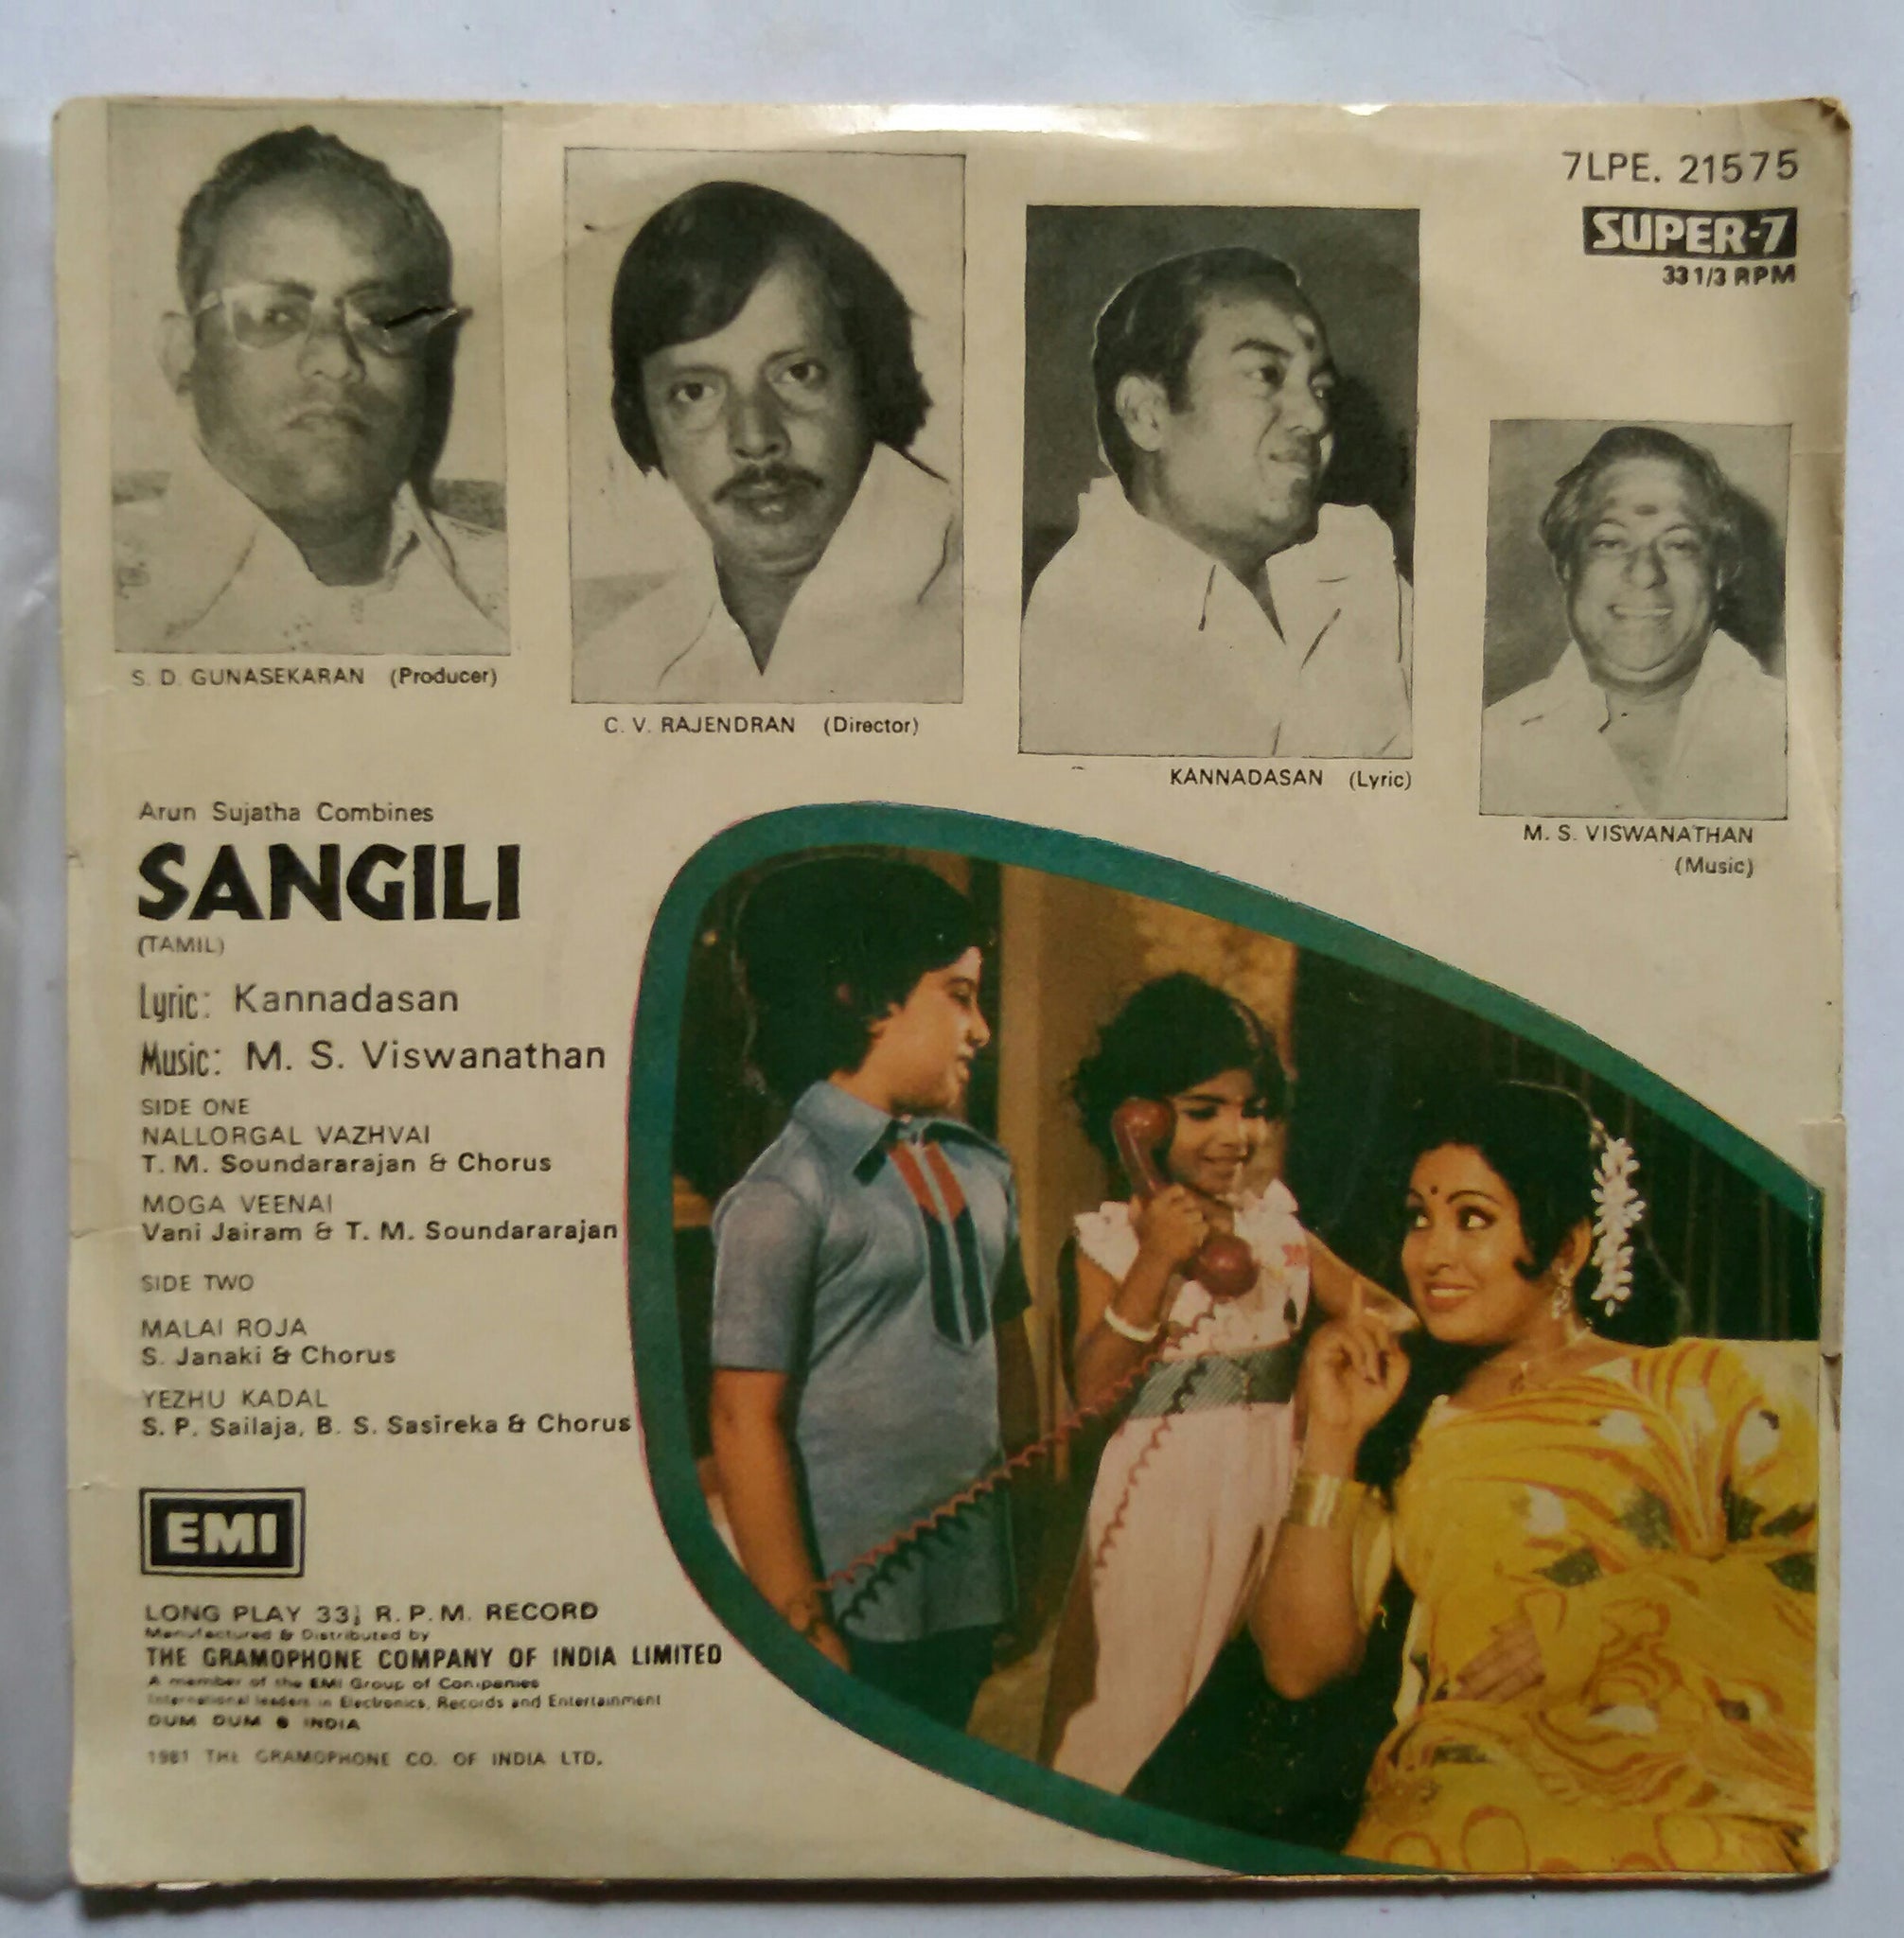 7LPE. 21575
SUPER-7
33 1/3 RPM
S. D. GUNASEKARAN (Producer)
C. V. RAJENDRAN (Director)
KANNADASAN (Lyric)
M. S. VISWANATHAN
(Music)
Arun Sujatha Combines
SANGILI
(TAMIL)
Lyric: Kannadasan
Music: M. S. Viswanathan
SIDE ONE
NALLORGAL VAZHVAI
T. M. Soundararajan & Chorus
MOGA VEENAI
Vani Jairam & T. M. Soundararajan
SIDE TWO
MALAI ROJA
S. Janaki & Chorus
YEZHU KADAL
S. P. Sailaja, B. S. Sasireka & Chorus
EMI
LONG PLAY 33⅓ R. P. M. RECORD
Manufactured & Distributed by
THE GRAMOPHONE COMPANY OF INDIA LIMITED
A member of the EMI Group of Companies
International leaders in Electronics, Records and Entertainment
DUM DUM ● INDIA
1981 THE GRAMOPHONE CO. OF INDIA LTD.